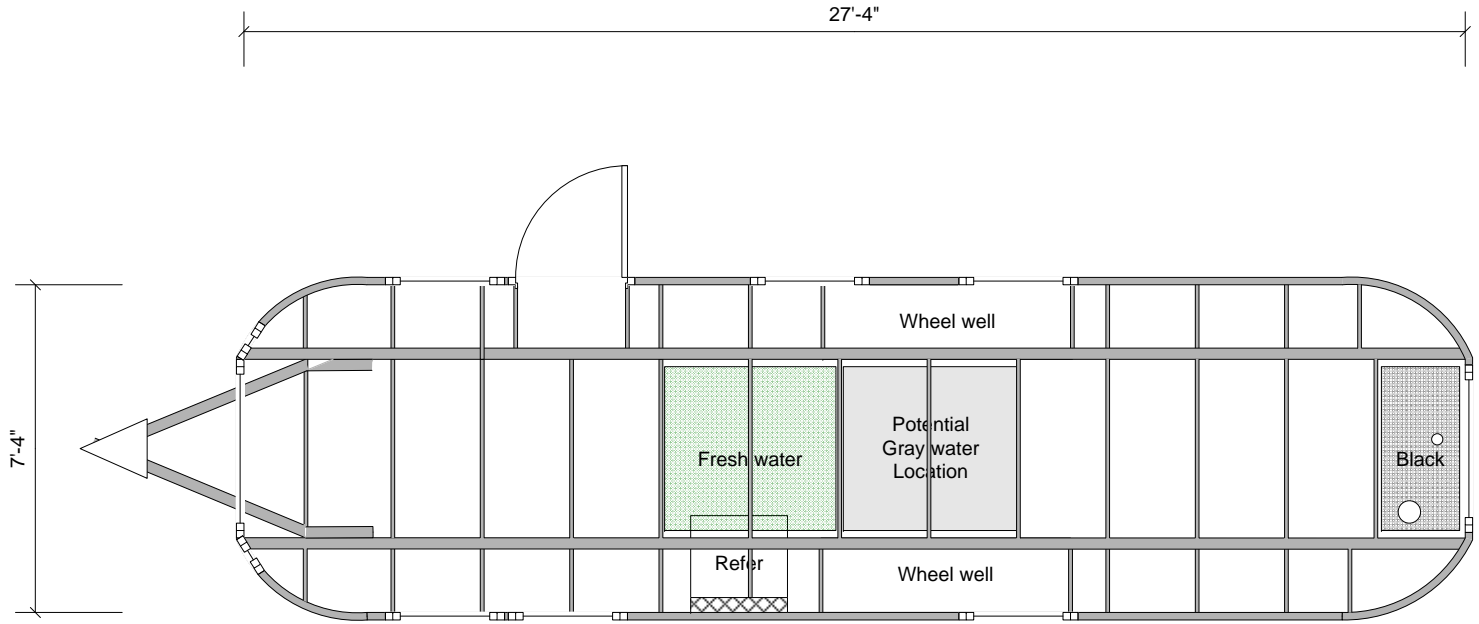 27'-4"
7'-4"
Wheel well
Fresh water
Potential
Gray water
Location
Black
Refer
Wheel well